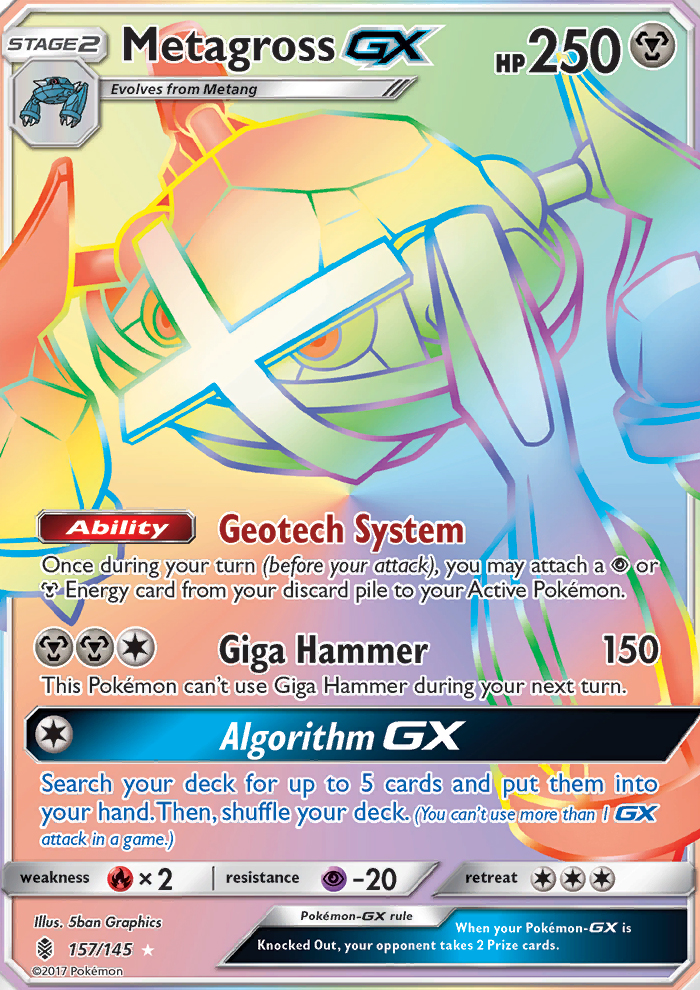 STAGE 2
Metagross GX
HP 250
Evolves from Metang
Ability Geotech System
Once during your turn (before your attack), you may attach a or
Energy card from your discard pile to your Active Pokémon.
Giga Hammer 150
This Pokémon can't use Giga Hammer during your next turn.
Algorithm GX
Search your deck for up to 5 cards and put them into
your hand. Then, shuffle your deck. (You can't use more than 1 GX
attack in a game.)
weakness × 2 resistance -20 retreat
Illus. 5ban Graphics
157/145
©2017 Pokémon
Pokémon-GX rule
When your Pokémon-GX is
Knocked Out, your opponent takes 2 Prize cards.